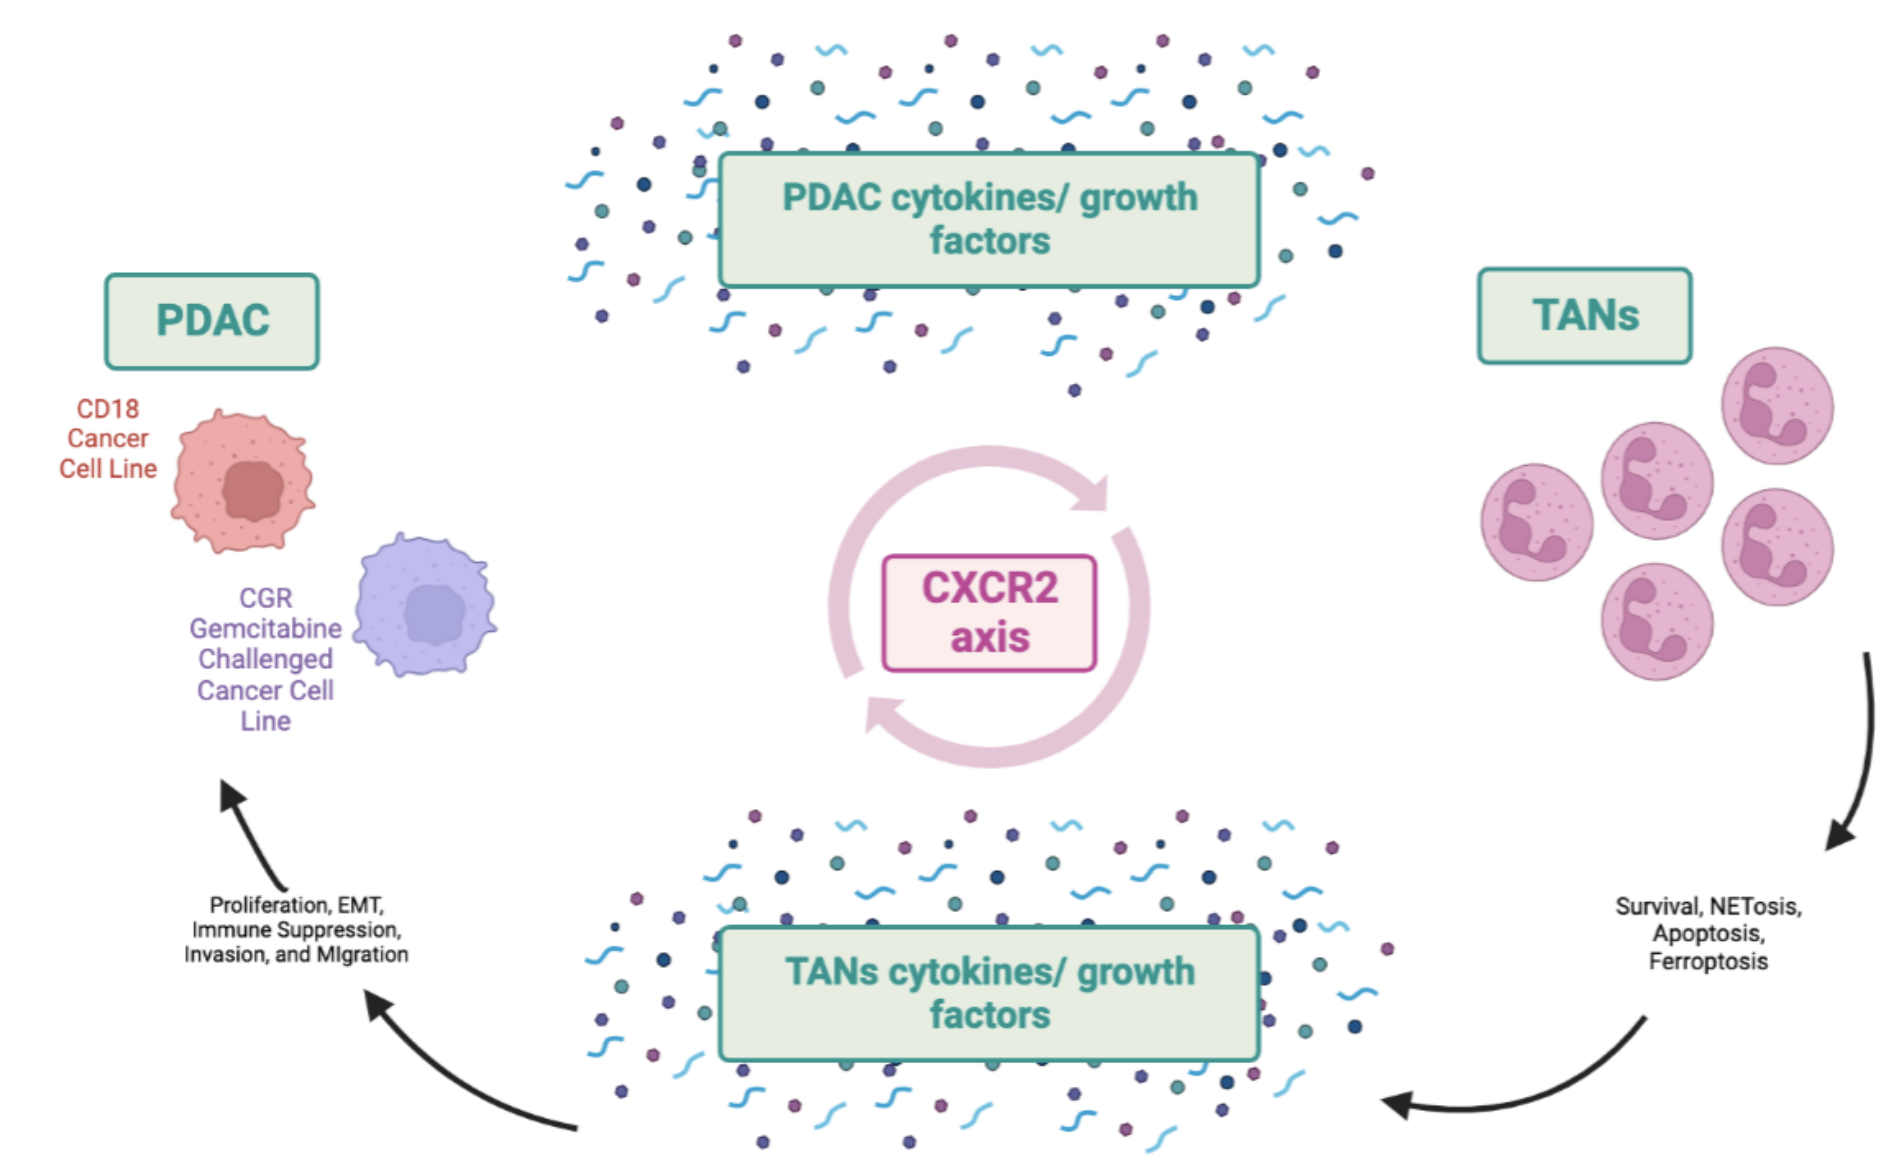 PDAC cytokines/ growth
factors
PDAC
TANs
CD18
Cancer
Cell Line
CGR
Gemcitabine
Challenged
Cancer Cell
Line
CXCR2
axis
Proliferation, EMT,
Immune Suppression,
Invasion, and MIgration
Survival, NETosis,
Apoptosis,
Ferroptosis
TANs cytokines/ growth
factors